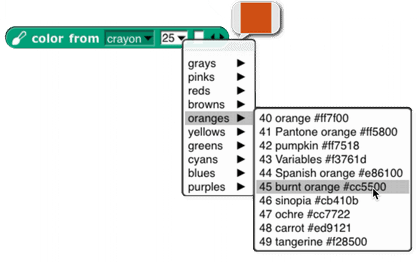 color from crayon 25
grays
pinks
reds
browns
oranges
yellows
greens
cyans
blues
purples
40 orange #ff7f00
41 Pantone orange #ff5800
42 pumpkin #ff7518
43 Variables #f3761d
44 Spanish orange #e86100
45 burnt orange #cc5500
46 sinopia #cb410b
47 ochre #cc7722
48 carrot #ed9121
49 tangerine #f28500